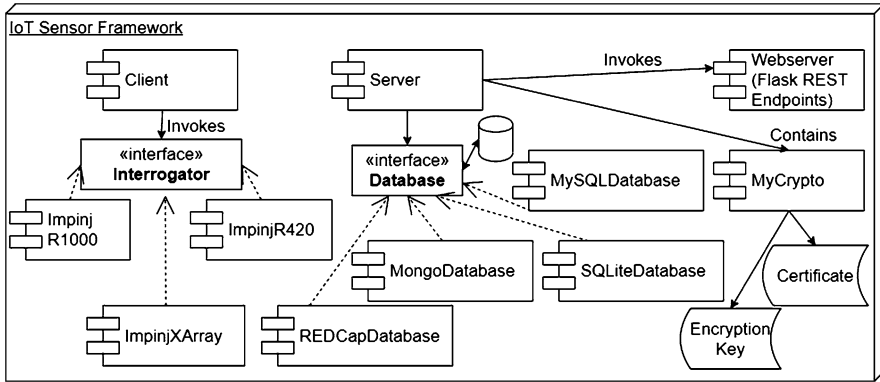 IoT Sensor Framework
Client
Server
Invokes
Webserver
(Flask REST
Endpoints)
Invokes
Contains
«interface»
Interrogator
«interface»
Database
MySQLDatabase
MyCrypto
Impinj
R1000
ImpinjR420
MongoDatabase
SQLiteDatabase
Certificate
ImpinjXArray
REDCapDatabase
Encryption
Key